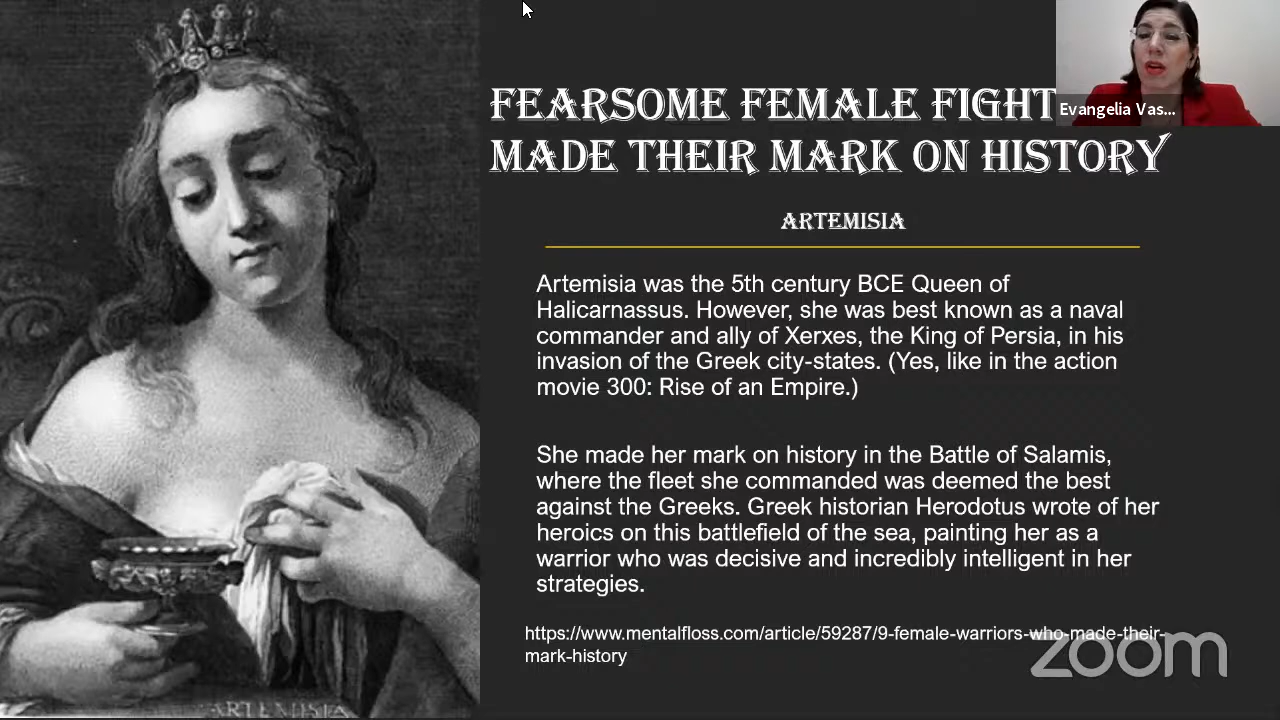 FEARSOME FEMALE FIGHT
MADE THEIR MARK ON HISTORY
ARTEMISIA
Artemisia was the 5th century BCE Queen of
Halicarnassus. However, she was best known as a naval
commander and ally of Xerxes, the King of Persia, in his
invasion of the Greek city-states. (Yes, like in the action
movie 300: Rise of an Empire.)
She made her mark on history in the Battle of Salamis,
where the fleet she commanded was deemed the best
against the Greeks. Greek historian Herodotus wrote of her
heroics on this battlefield of the sea, painting her as a
warrior who was decisive and incredibly intelligent in her
strategies.
https://www.mentalfloss.com/article/59287/9-female-warriors-who-made-their-
mark-history
Evangelia Vas...
zoom
ARTEMISIA